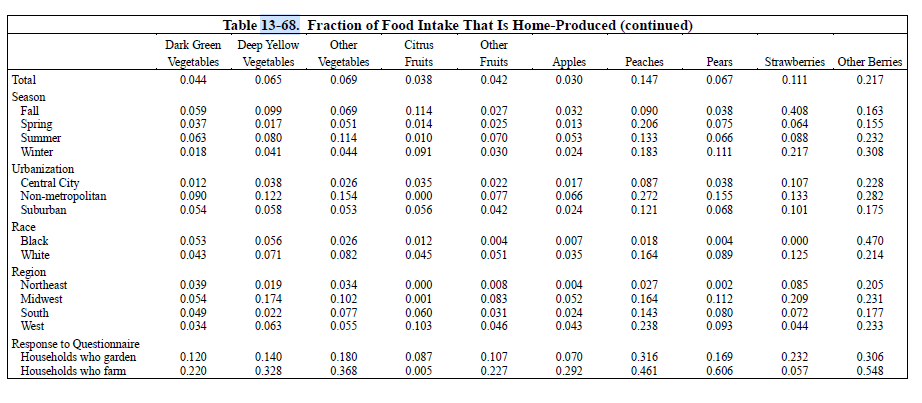 Table 13-68. Fraction of Food Intake That Is Home-Produced (continued)
Dark Green Deep Yellow Other Citrus Other
Vegetables Vegetables Vegetables Fruits Fruits Apples Peaches Pears Strawberries Other Berries
Total 0.044 0.065 0.069 0.038 0.042 0.030 0.147 0.067 0.111 0.217
Season
Fall 0.059 0.099 0.069 0.114 0.027 0.032 0.090 0.038 0.408 0.163
Spring 0.037 0.017 0.051 0.014 0.025 0.013 0.206 0.075 0.064 0.155
Summer 0.063 0.080 0.114 0.010 0.070 0.053 0.133 0.066 0.088 0.232
Winter 0.018 0.041 0.044 0.091 0.030 0.024 0.183 0.111 0.217 0.308
Urbanization
Central City 0.012 0.038 0.026 0.035 0.022 0.017 0.087 0.038 0.107 0.228
Non-metropolitan 0.090 0.122 0.154 0.000 0.077 0.066 0.272 0.155 0.133 0.282
Suburban 0.054 0.058 0.053 0.056 0.042 0.024 0.121 0.068 0.101 0.175
Race
Black 0.053 0.056 0.026 0.012 0.004 0.007 0.018 0.004 0.000 0.470
White 0.043 0.071 0.082 0.045 0.051 0.035 0.164 0.089 0.125 0.214
Region
Northeast 0.039 0.019 0.034 0.000 0.008 0.004 0.027 0.002 0.085 0.205
Midwest 0.054 0.174 0.102 0.001 0.083 0.052 0.164 0.112 0.209 0.231
South 0.049 0.022 0.077 0.060 0.031 0.024 0.143 0.080 0.072 0.177
West 0.034 0.063 0.055 0.103 0.046 0.043 0.238 0.093 0.044 0.233
Response to Questionnaire
Households who garden 0.120 0.140 0.180 0.087 0.107 0.070 0.316 0.169 0.232 0.306
Households who farm 0.220 0.328 0.368 0.005 0.227 0.292 0.461 0.606 0.057 0.548